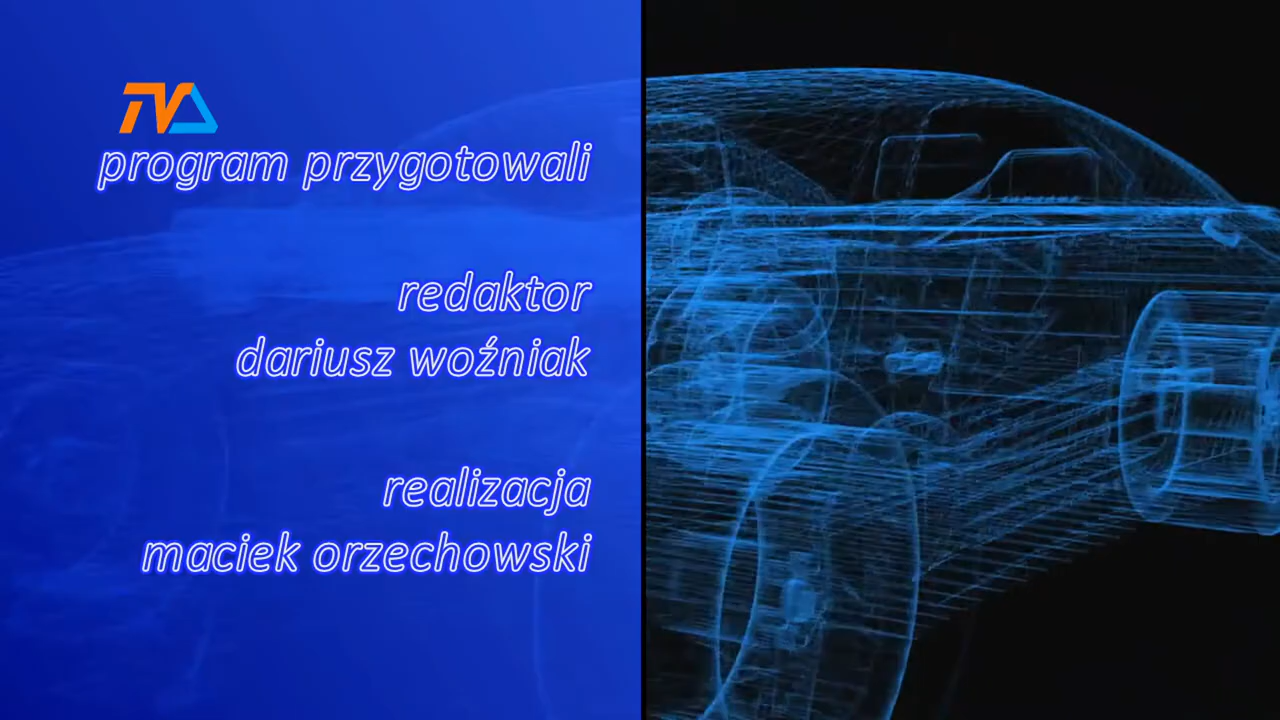 TVA
program przygotowali
redaktor
dariusz woźniak
realizacja
maciek orzechowski